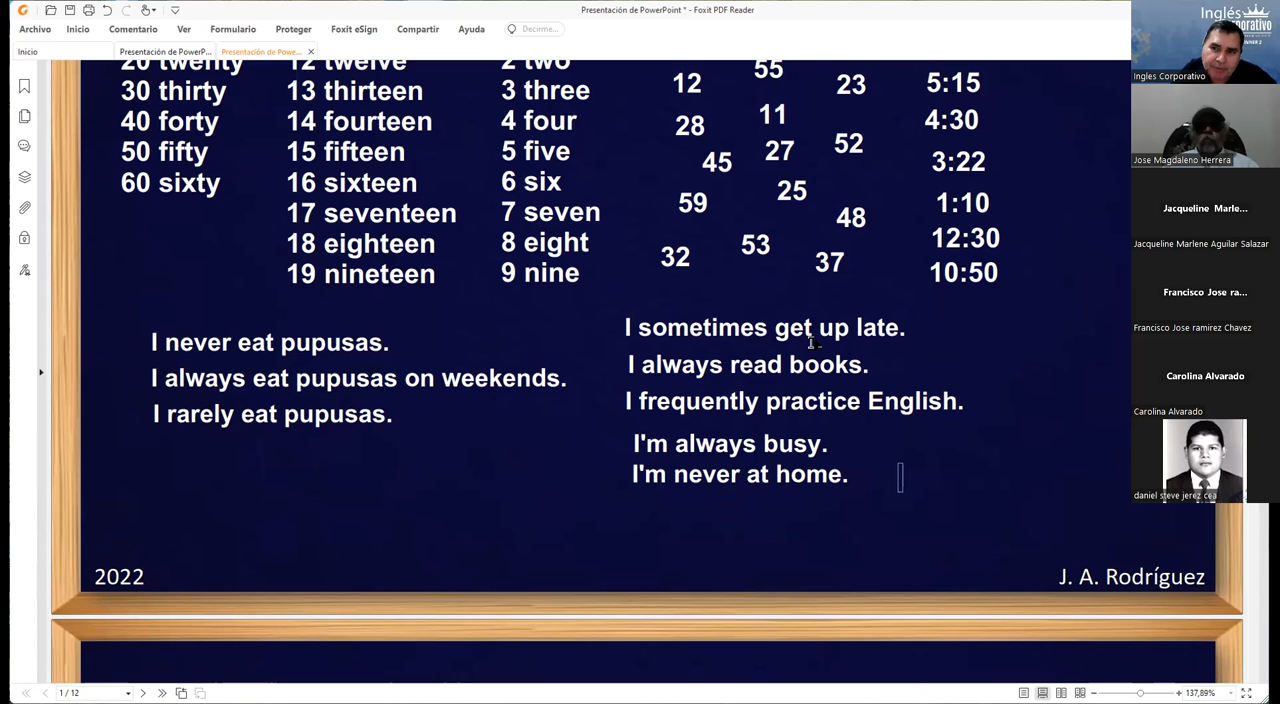 Presentación de PowerPoint * - Foxit PDF Reader
Archivo Inicio Comentario Ver Formulario Proteger Foxit eSign Compartir Ayuda Decirme...
Inicio Presentación de PowerP... Presentación de Powe...
20 twenty 12 twelve 2 two
30 thirty 13 thirteen 3 three
40 forty 14 fourteen 4 four
50 fifty 15 fifteen 5 five
60 sixty 16 sixteen 6 six
17 seventeen 7 seven
18 eighteen 8 eight
19 nineteen 9 nine
55
12 23 5:15
11
28 4:30
27 52
45 3:22
25
59 1:10
48
53 12:30
32 37 10:50
I never eat pupusas.
I always eat pupusas on weekends.
I rarely eat pupusas.
I sometimes get up late.
I always read books.
I frequently practice English.
I'm always busy.
I'm never at home.
2022 J. A. Rodríguez
1 / 12 137,89%
Inglés
Corporativo
Ingles Corporativo
Jose Magdaleno Herrera
Jacqueline Marle...
Jacqueline Marlene Aguilar Salazar
Francisco Jose ra...
Francisco Jose ramirez Chavez
Carolina Alvarado
Carolina Alvarado
daniel steve jerez cea